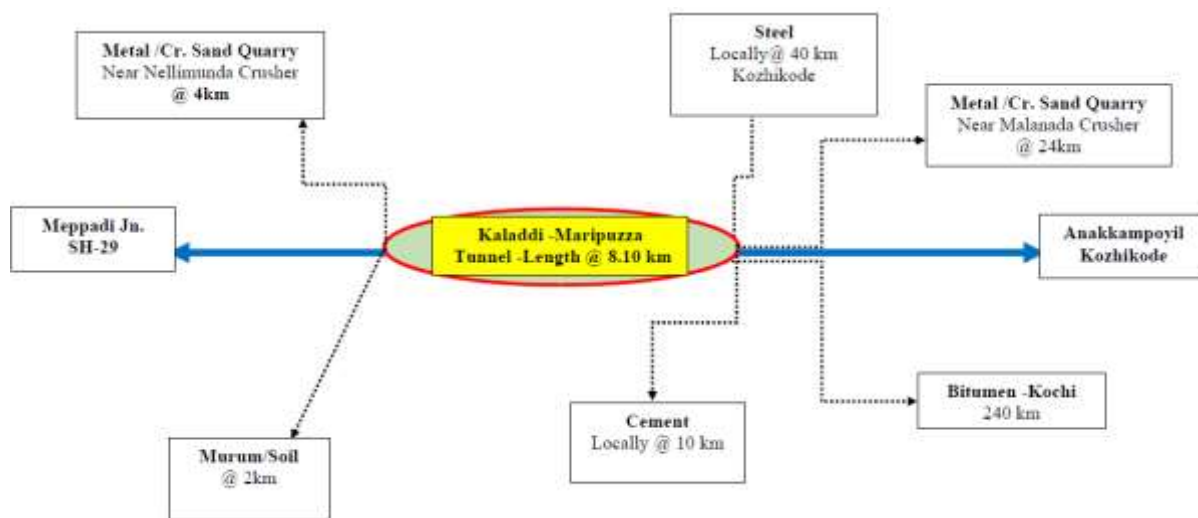 Metal /Cr. Sand Quarry
Near Nellimunda Crusher
@ 4km
Steel
Locally@ 40 km
Kozhikode
Metal /Cr. Sand Quarry
Near Malanada Crusher
@ 24km
Meppadi Jn.
SH-29
Kaladdi -Maripuzza
Tunnel -Length @ 8.10 km
Anakkampoyil
Kozhikode
Murum/Soil
@ 2km
Cement
Locally @ 10 km
Bitumen -Kochi
240 km